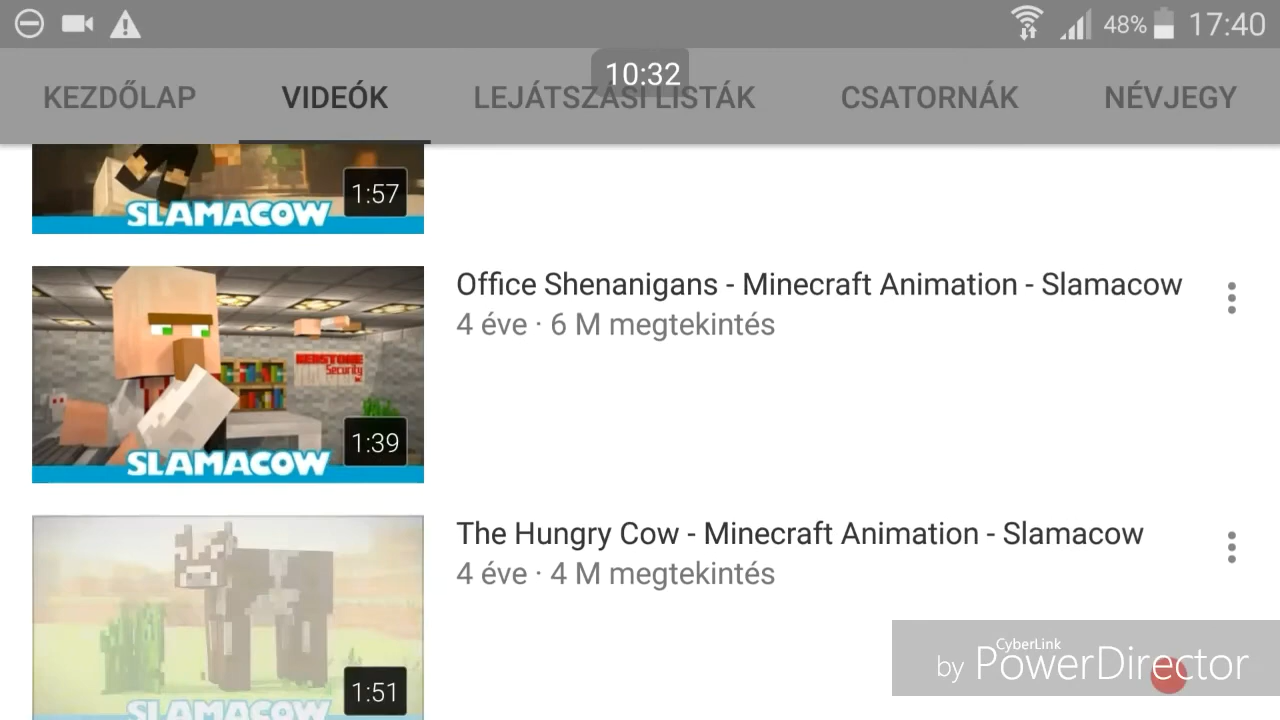 48% 17:40
10:32
KEZDŐLAP VIDEÓK LEJÁTSZÁSI LISTÁK CSATORNÁK NÉVJEGY
1:57
SLAMACOW
Office Shenanigans - Minecraft Animation - Slamacow
4 éve · 6 M megtekintés
REDSTONE
Security
1:39
SLAMACOW
The Hungry Cow - Minecraft Animation - Slamacow
4 éve · 4 M megtekintés
1:51
SLAMACOW
CyberLink
by PowerDirector